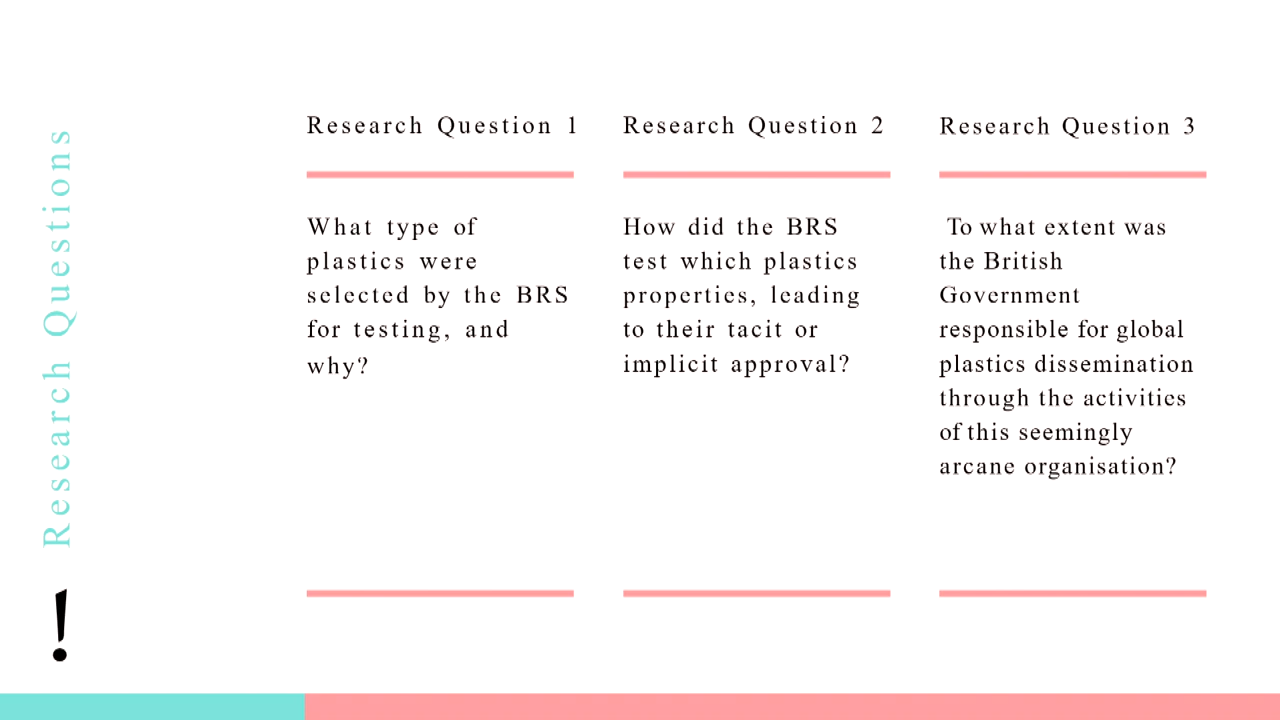 Research Questions
!
Research Question 1
What type of
plastics were
selected by the BRS
for testing, and
why?
Research Question 2
How did the BRS
test which plastics
properties, leading
to their tacit or
implicit approval?
Research Question 3
To what extent was
the British
Government
responsible for global
plastics dissemination
through the activities
of this seemingly
arcane organisation?